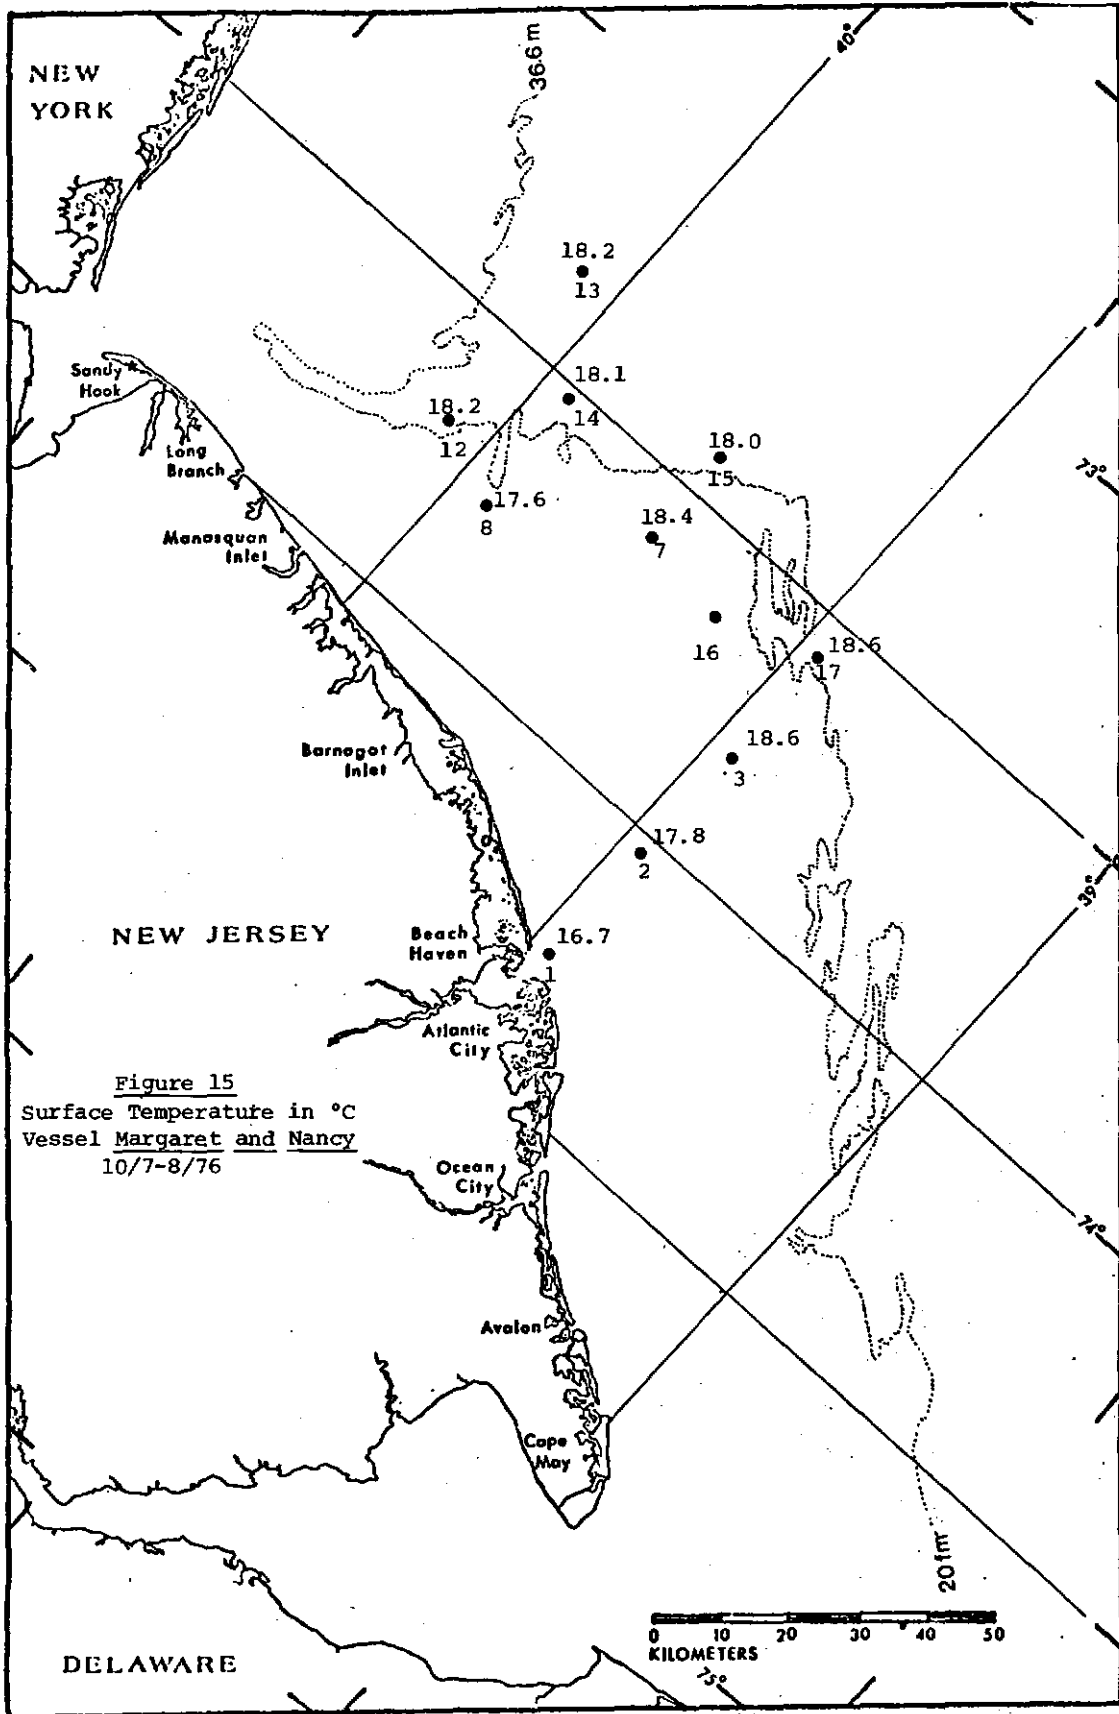 NEW
YORK
36.6 m
40°
18.2
13
Sandy
Hook
18.1
14
18.2
12
Long
Branch
18.0
15
73°
17.6
8
18.4
7
Manasquan
Inlet
16
18.6
17
Barnegat
Inlet
18.6
3
17.8
2
39°
NEW JERSEY
Beach
Haven
16.7
1
Atlantic
City
Figure 15
Surface Temperature in °C
Vessel Margaret and Nancy
10/7-8/76
Ocean
City
74°
Avalon
Cape
May
20 fm
0 10 20 30 40 50
KILOMETERS
75°
DELAWARE